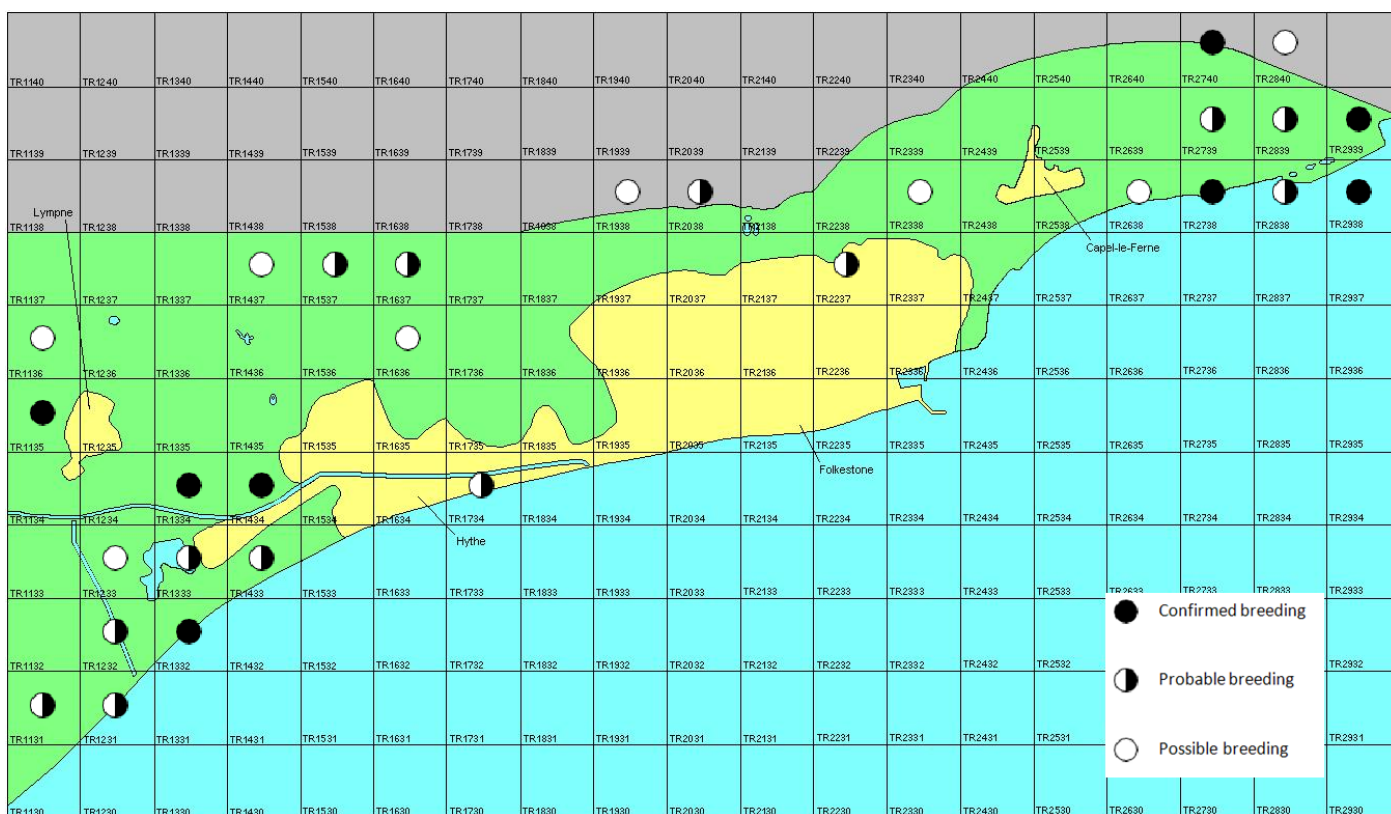 TR1140 TR1240 TR1340 TR1440 TR1540 TR1640 TR1740 TR1840 TR1940 TR2040 TR2140 TR2240 TR2340 TR2440 TR2540 TR2640 TR2740 TR2840
TR1139 TR1239 TR1339 TR1439 TR1539 TR1639 TR1739 TR1839 TR1939 TR2039 TR2139 TR2239 TR2339 TR2439 TR2539 TR2639 TR2739 TR2839 TR2939
Lympne
TR1138 TR1238 TR1338 TR1438 TR1538 TR1638 TR1738 TR1838 TR1938 TR2038 TR2138 TR2238 TR2338 TR2438 TR2538 TR2638 TR2738 TR2838 TR2938
Capel-le-Ferne
TR1137 TR1237 TR1337 TR1437 TR1537 TR1637 TR1737 TR1837 TR1937 TR2037 TR2137 TR2237 TR2337 TR2437 TR2537 TR2637 TR2737 TR2837 TR2937
TR1136 TR1236 TR1336 TR1436 TR1536 TR1636 TR1736 TR1836 TR1936 TR2036 TR2136 TR2236 TR2336 TR2436 TR2536 TR2636 TR2736 TR2836 TR2936
TR1135 TR1235 TR1335 TR1435 TR1535 TR1635 TR1735 TR1835 TR1935 TR2035 TR2135 TR2235 TR2335 TR2435 TR2535 TR2635 TR2735 TR2835 TR2935
Folkestone
TR1134 TR1234 TR1334 TR1434 TR1534 TR1634 TR1734 TR1834 TR1934 TR2034 TR2134 TR2234 TR2334 TR2434 TR2534 TR2634 TR2734 TR2834 TR2934
Hythe
TR1133 TR1233 TR1333 TR1433 TR1533 TR1633 TR1733 TR1833 TR1933 TR2033 TR2133 TR2233 TR2333 TR2433 TR2533 TR2633 TR2733 TR2833 TR2933
Confirmed breeding
TR1132 TR1232 TR1332 TR1432 TR1532 TR1632 TR1732 TR1832 TR1932 TR2032 TR2132 TR2232 TR2332 TR2432 TR2532 TR2932
Probable breeding
TR1131 TR1231 TR1331 TR1431 TR1531 TR1631 TR1731 TR1831 TR1931 TR2031 TR2131 TR2231 TR2331 TR2431 TR2531 TR2931
Possible breeding
TR1130 TR1230 TR1330 TR1430 TR1530 TR1630 TR1730 TR1830 TR1930 TR2030 TR2130 TR2230 TR2330 TR2430 TR2530 TR2630 TR2730 TR2830 TR2930